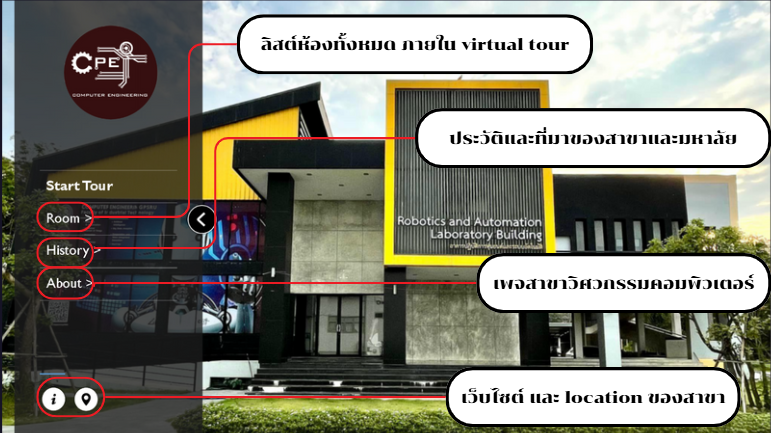 ลิสต์ห้องทั้งหมด ภายใน virtual tour
CPE
COMPUTER ENGINEERING
ประวัติและที่มาของสาขาและมหาลัย
Start Tour
Room >
History >
About >
Robotics and Automation
Laboratory Building
เพจสาขาวิศวกรรมคอมพิวเตอร์
เว็บไซต์ และ location ของสาขา
i